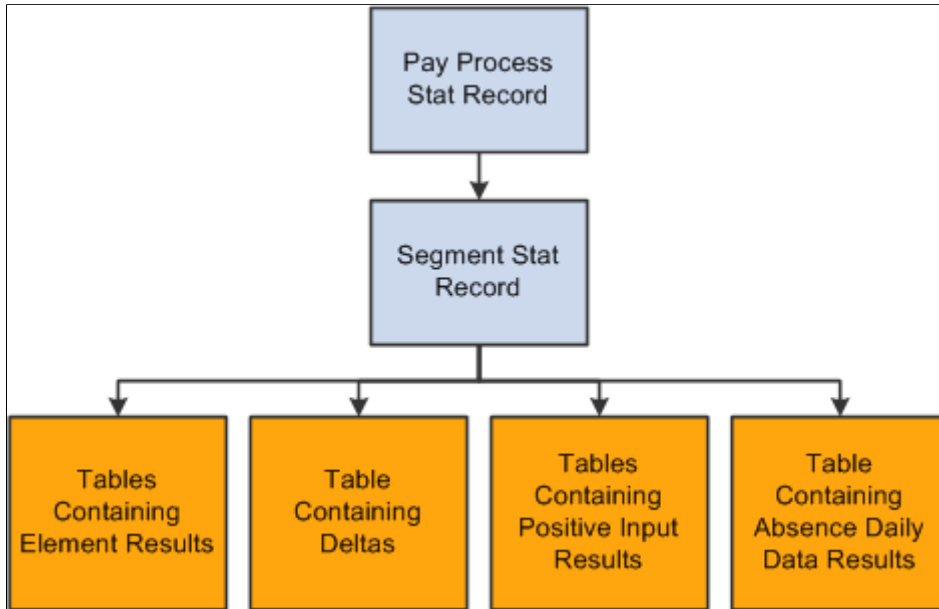 Pay Process
Stat Record
Segment Stat
Record
Tables
Containing
Element Results
Table
Containing
Deltas
Tables
Containing
Positive Input
Results
Table
Containing
Absence Daily
Data Results